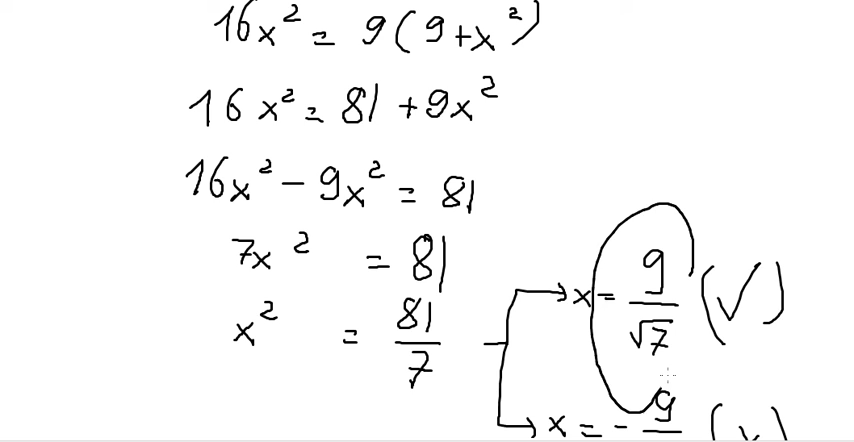 16x² = 9(9+x²)
16x² = 81 + 9x²
16x² − 9x² = 81
7x² = 81
x² = 81/7
x = 9/√7 (√)
x = - 9